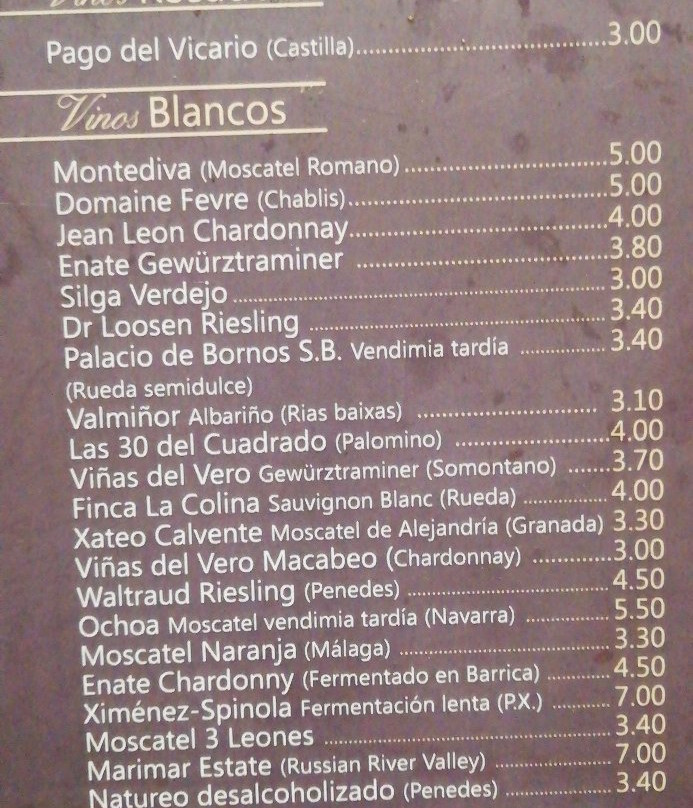 Pago del Vicario (Castilla)..........3.00
Vinos Blancos
Montediva (Moscatel Romano)..........5.00
Domaine Fevre (Chablis)..........5.00
Jean Leon Chardonnay..........4.00
Enate Gewürztraminer ..........3.80
Silga Verdejo..........3.00
Dr Loosen Riesling ..........3.40
Palacio de Bornos S.B. Vendimia tardía ..........3.40
(Rueda semidulce)
Valmiñor Albariño (Rias baixas) .......... 3.10
Las 30 del Cuadrado (Palomino) ..........4.00
Viñas del Vero Gewürztraminer (Somontano) .......3.70
Finca La Colina Sauvignon Blanc (Rueda) ..........4.00
Xateo Calvente Moscatel de Alejandría (Granada) 3.30
Viñas del Vero Macabeo (Chardonnay) ..........3.00
Waltraud Riesling (Penedes) ..........4.50
Ochoa Moscatel vendimia tardía (Navarra) ..........5.50
Moscatel Naranja (Málaga) ..........3.30
Enate Chardonny (Fermentado en Barrica) ..........4.50
Ximénez-Spinola Fermentación lenta (P.X.) ..........7.00
Moscatel 3 Leones ..........3.40
Marimar Estate (Russian River Valley) ..........7.00
Natureo desalcoholizado (Penedes) ..........3.40